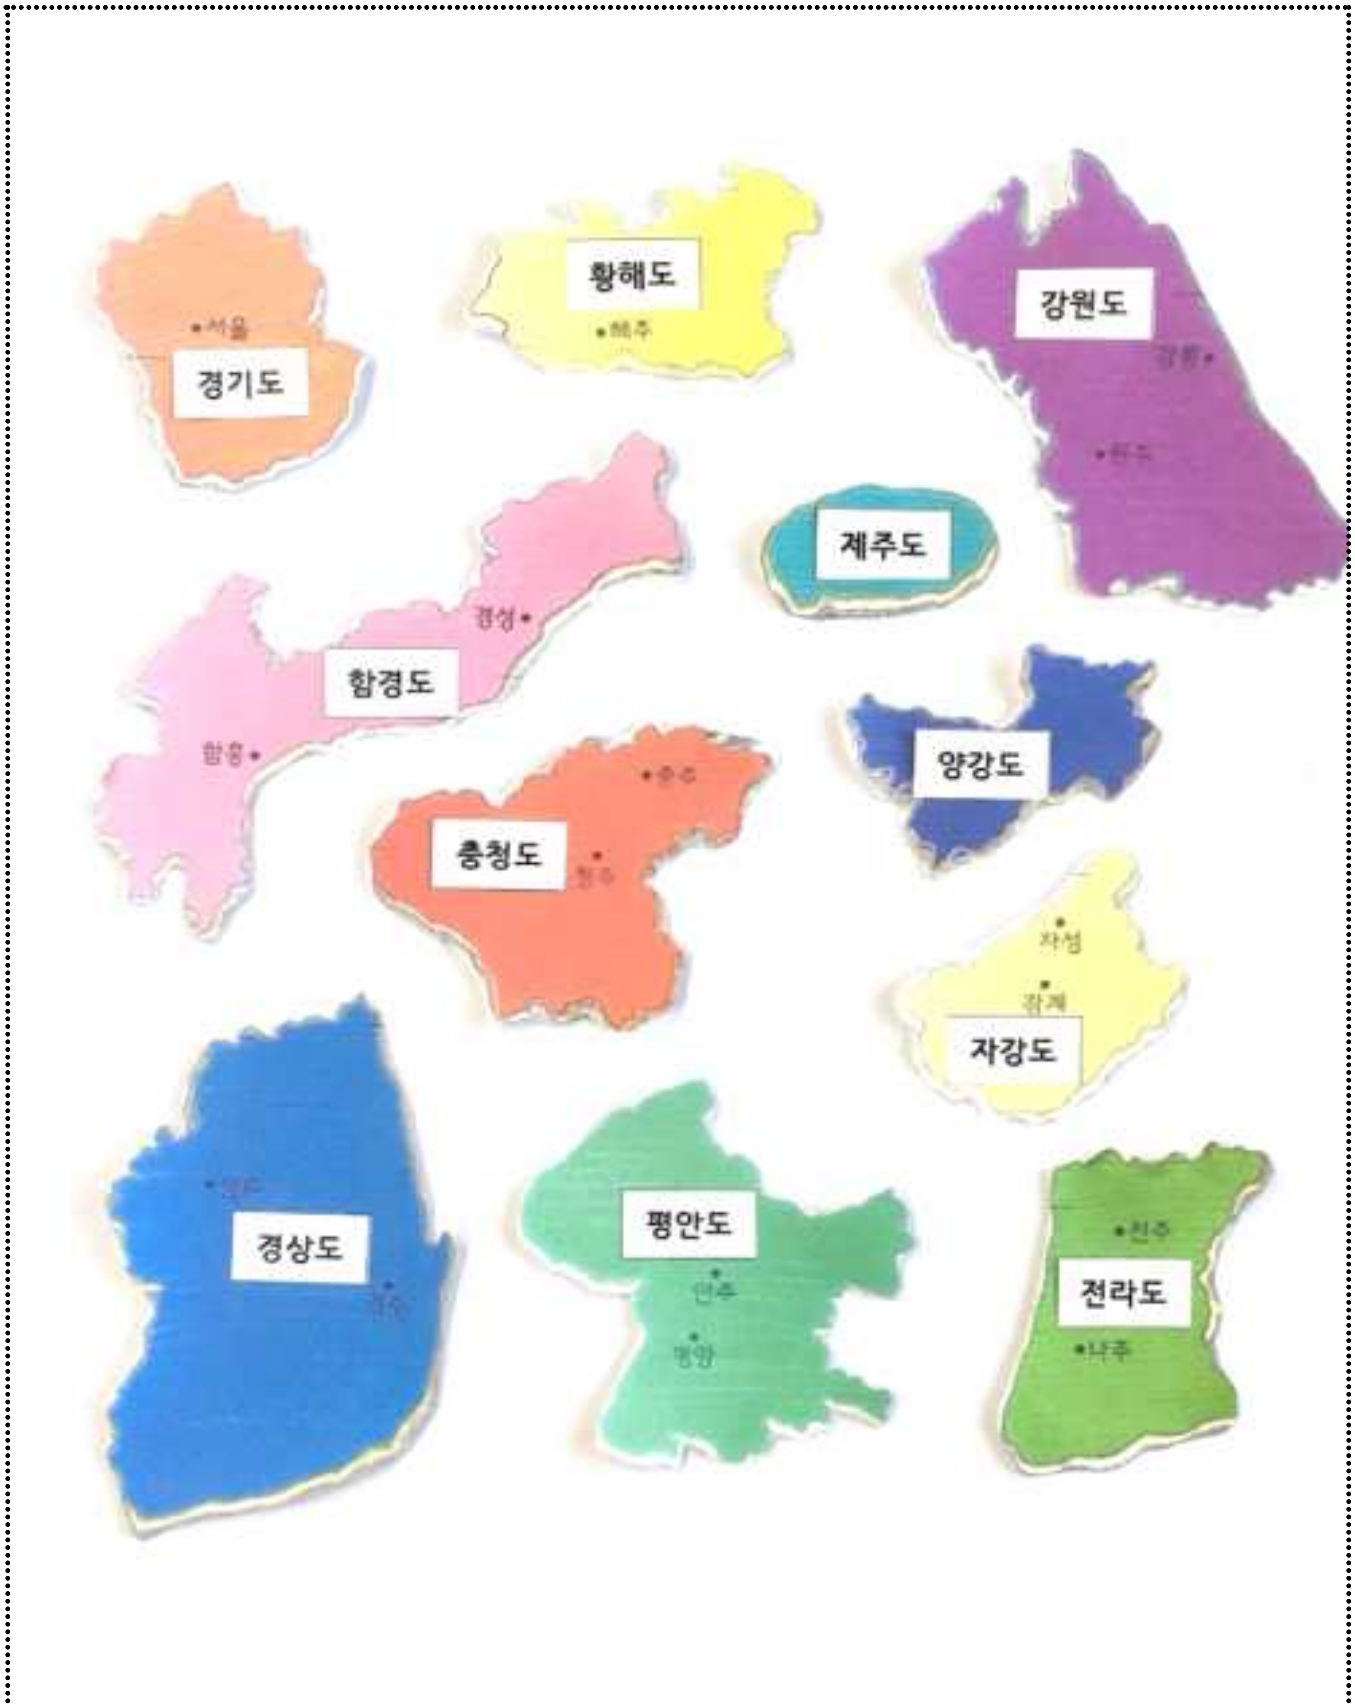 황해도
강원도
•서울
•해주
경기도
강릉•
•원주
제주도
경성•
함경도
함흥•
양강도
•충주
충청도
청주
자성
강계
자강도
평안도
경상도
안주
•전주
전라도
평양
•나주